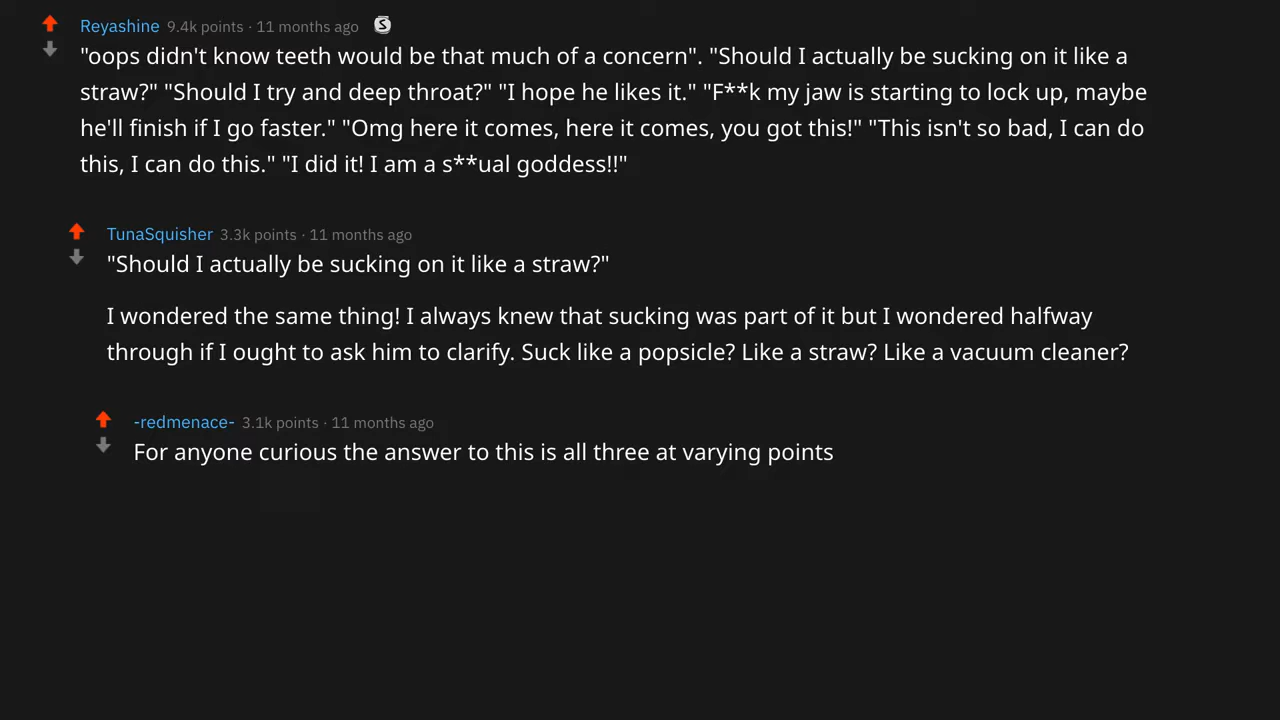 Reyashine 9.4k points · 11 months ago
"oops didn't know teeth would be that much of a concern". "Should I actually be sucking on it like a
straw?" "Should I try and deep throat?" "I hope he likes it." "F**k my jaw is starting to lock up, maybe
he'll finish if I go faster." "Omg here it comes, here it comes, you got this!" "This isn't so bad, I can do
this, I can do this." "I did it! I am a s**ual goddess!!"
TunaSquisher 3.3k points · 11 months ago
"Should I actually be sucking on it like a straw?"
I wondered the same thing! I always knew that sucking was part of it but I wondered halfway
through if I ought to ask him to clarify. Suck like a popsicle? Like a straw? Like a vacuum cleaner?
-redmenace- 3.1k points · 11 months ago
For anyone curious the answer to this is all three at varying points